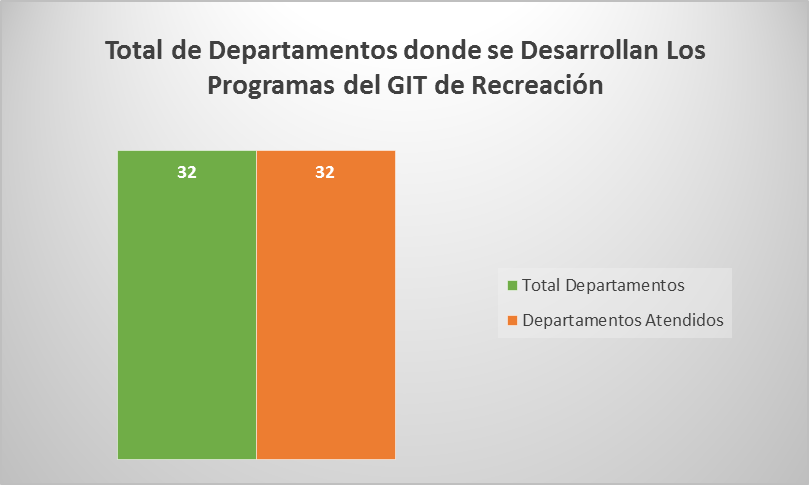 Total de Departamentos donde se Desarrollan Los
Programas del GIT de Recreación
32
32
Total Departamentos
Departamentos Atendidos